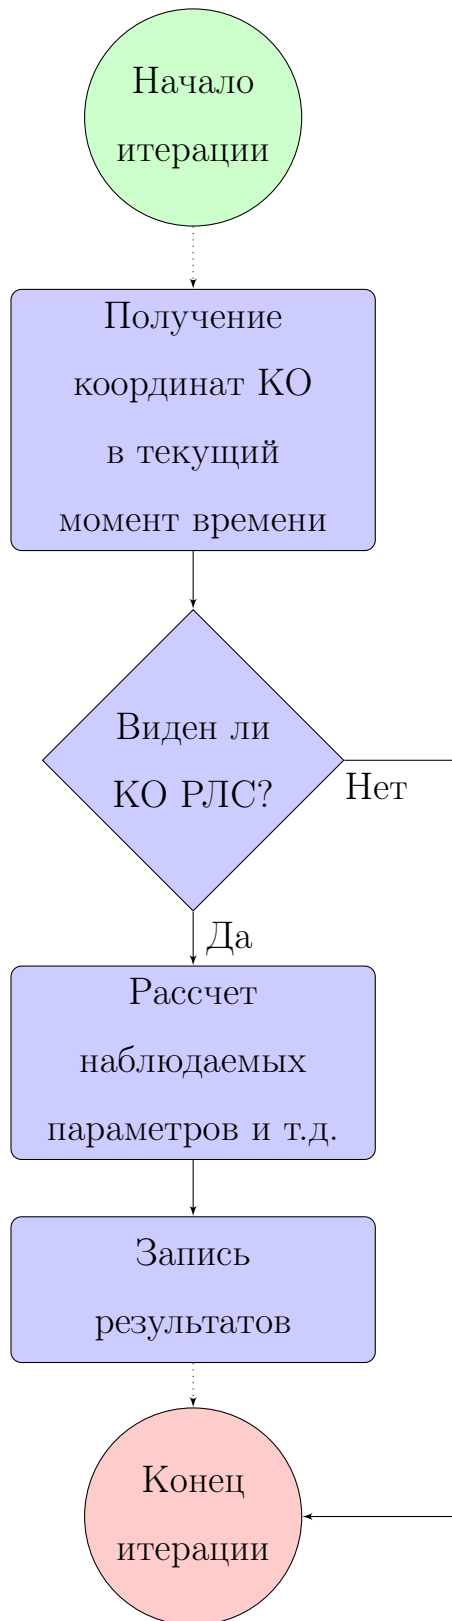 Начало
итерации
Получение
координат КО
в текущий
момент времени
Виден ли
КО РЛС?
Нет
Да
Рассчет
наблюдаемых
параметров и т.д.
Запись
результатов
Конец
итерации